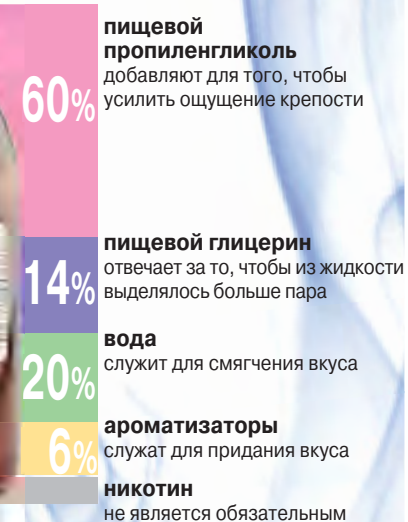 60%
пищевой
пропиленгликоль
добавляют для того, чтобы
усилить ощущение крепости
14%
пищевой глицерин
отвечает за то, чтобы из жидкости
выделялось больше пара
20%
вода
служит для смягчения вкуса
6%
ароматизаторы
служат для придания вкуса
никотин
не является обязательным